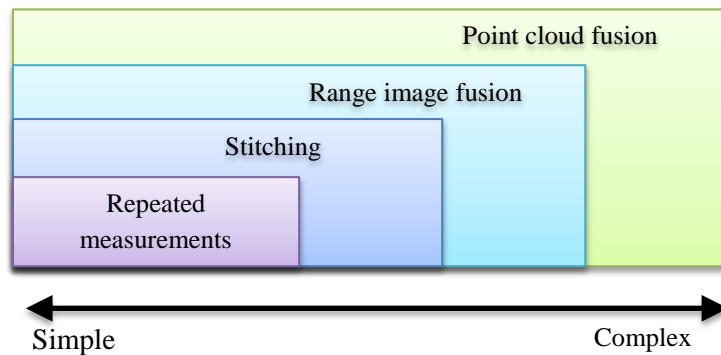 Point cloud fusion
Range image fusion
Stitching
Repeated
measurements
Simple
Complex